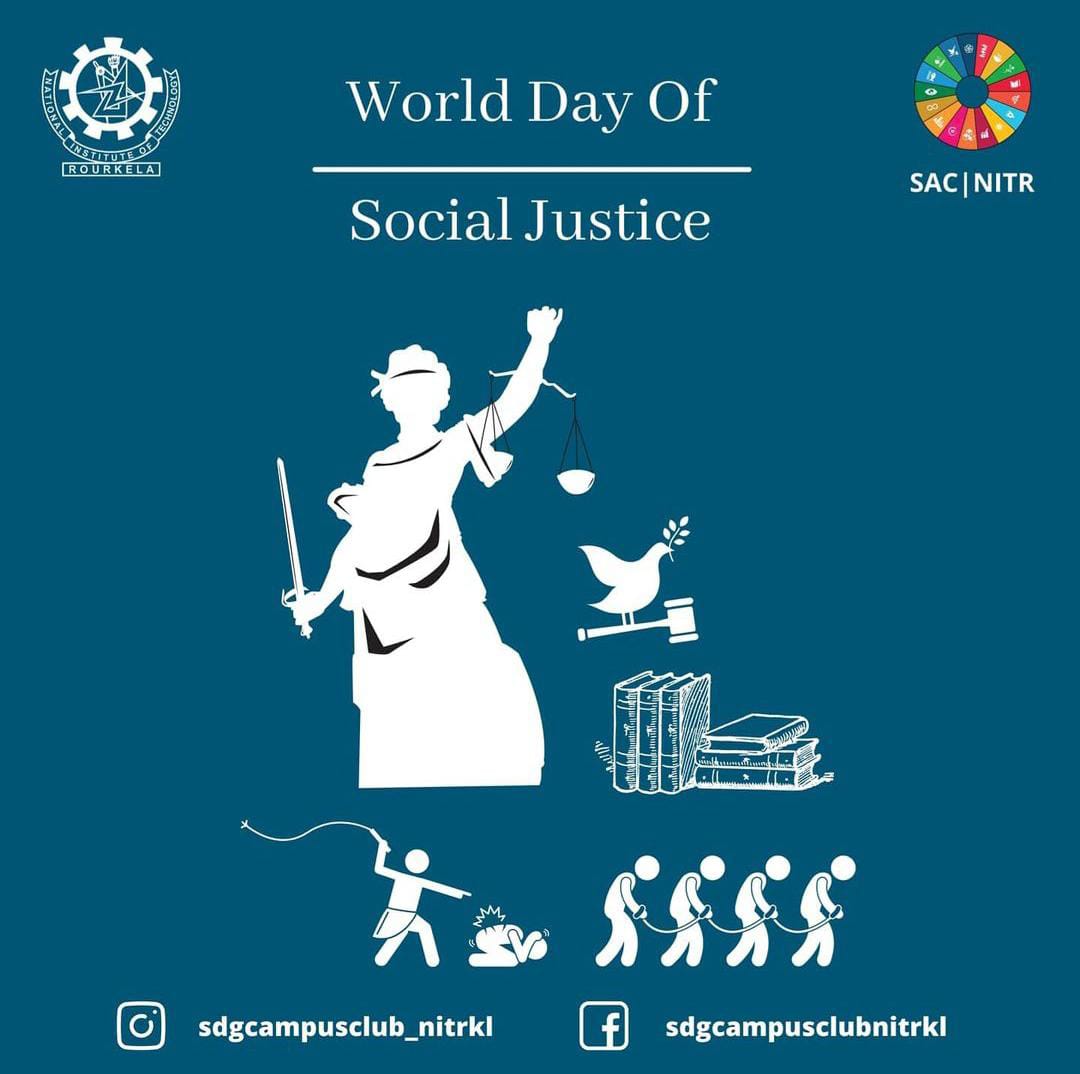 NATIONAL INSTITUTE OF TECHNOLOGY
ROURKELA
World Day Of
Social Justice
SAC|NITR
sdgcampusclub_nitrkl
sdgcampusclubnitrkl